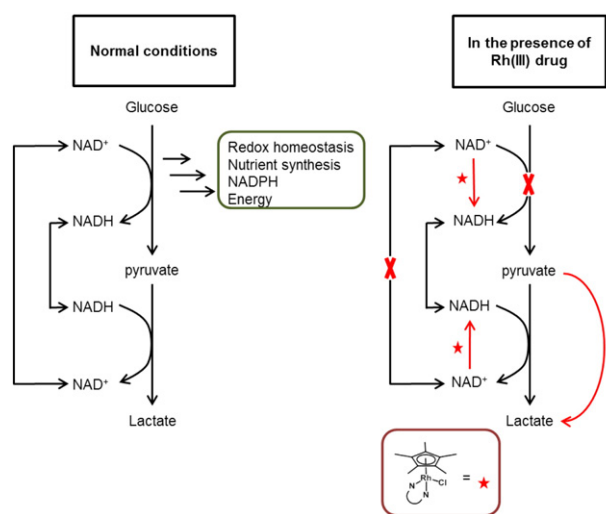 Normal conditions
Glucose
NAD⁺
Redox homeostasis
Nutrient synthesis
NADPH
Energy
NADH
pyruvate
NADH
NAD⁺
Lactate
In the presence of
Rh(III) drug
Glucose
NAD⁺
NADH
pyruvate
NADH
NAD⁺
Lactate
Rh
Cl
N
N
=